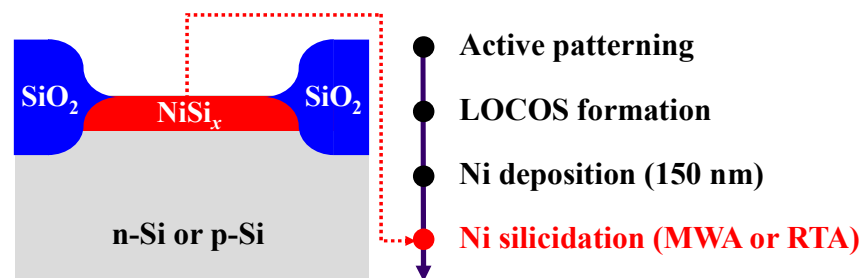 SiO₂
NiSiₓ
SiO₂
n-Si or p-Si
Active patterning
LOCOS formation
Ni deposition (150 nm)
Ni silicidation (MWA or RTA)